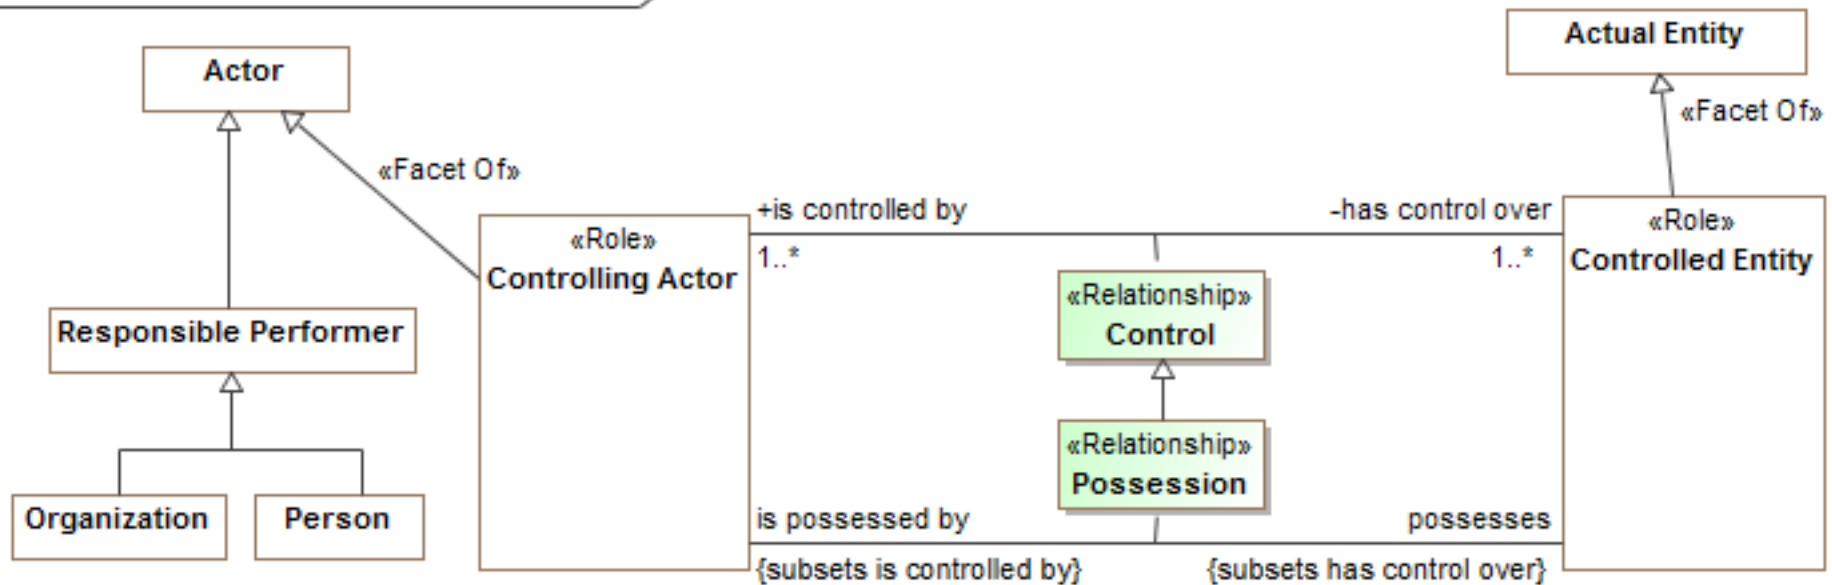 Actual Entity
Actor
«Facet Of»
«Facet Of»
+is controlled by
-has control over
«Role»
Controlling Actor
1..*
1..*
«Role»
Controlled Entity
«Relationship»
Control
Responsible Performer
«Relationship»
Possession
Organization
Person
is possessed by
possesses
{subsets is controlled by}
{subsets has control over}